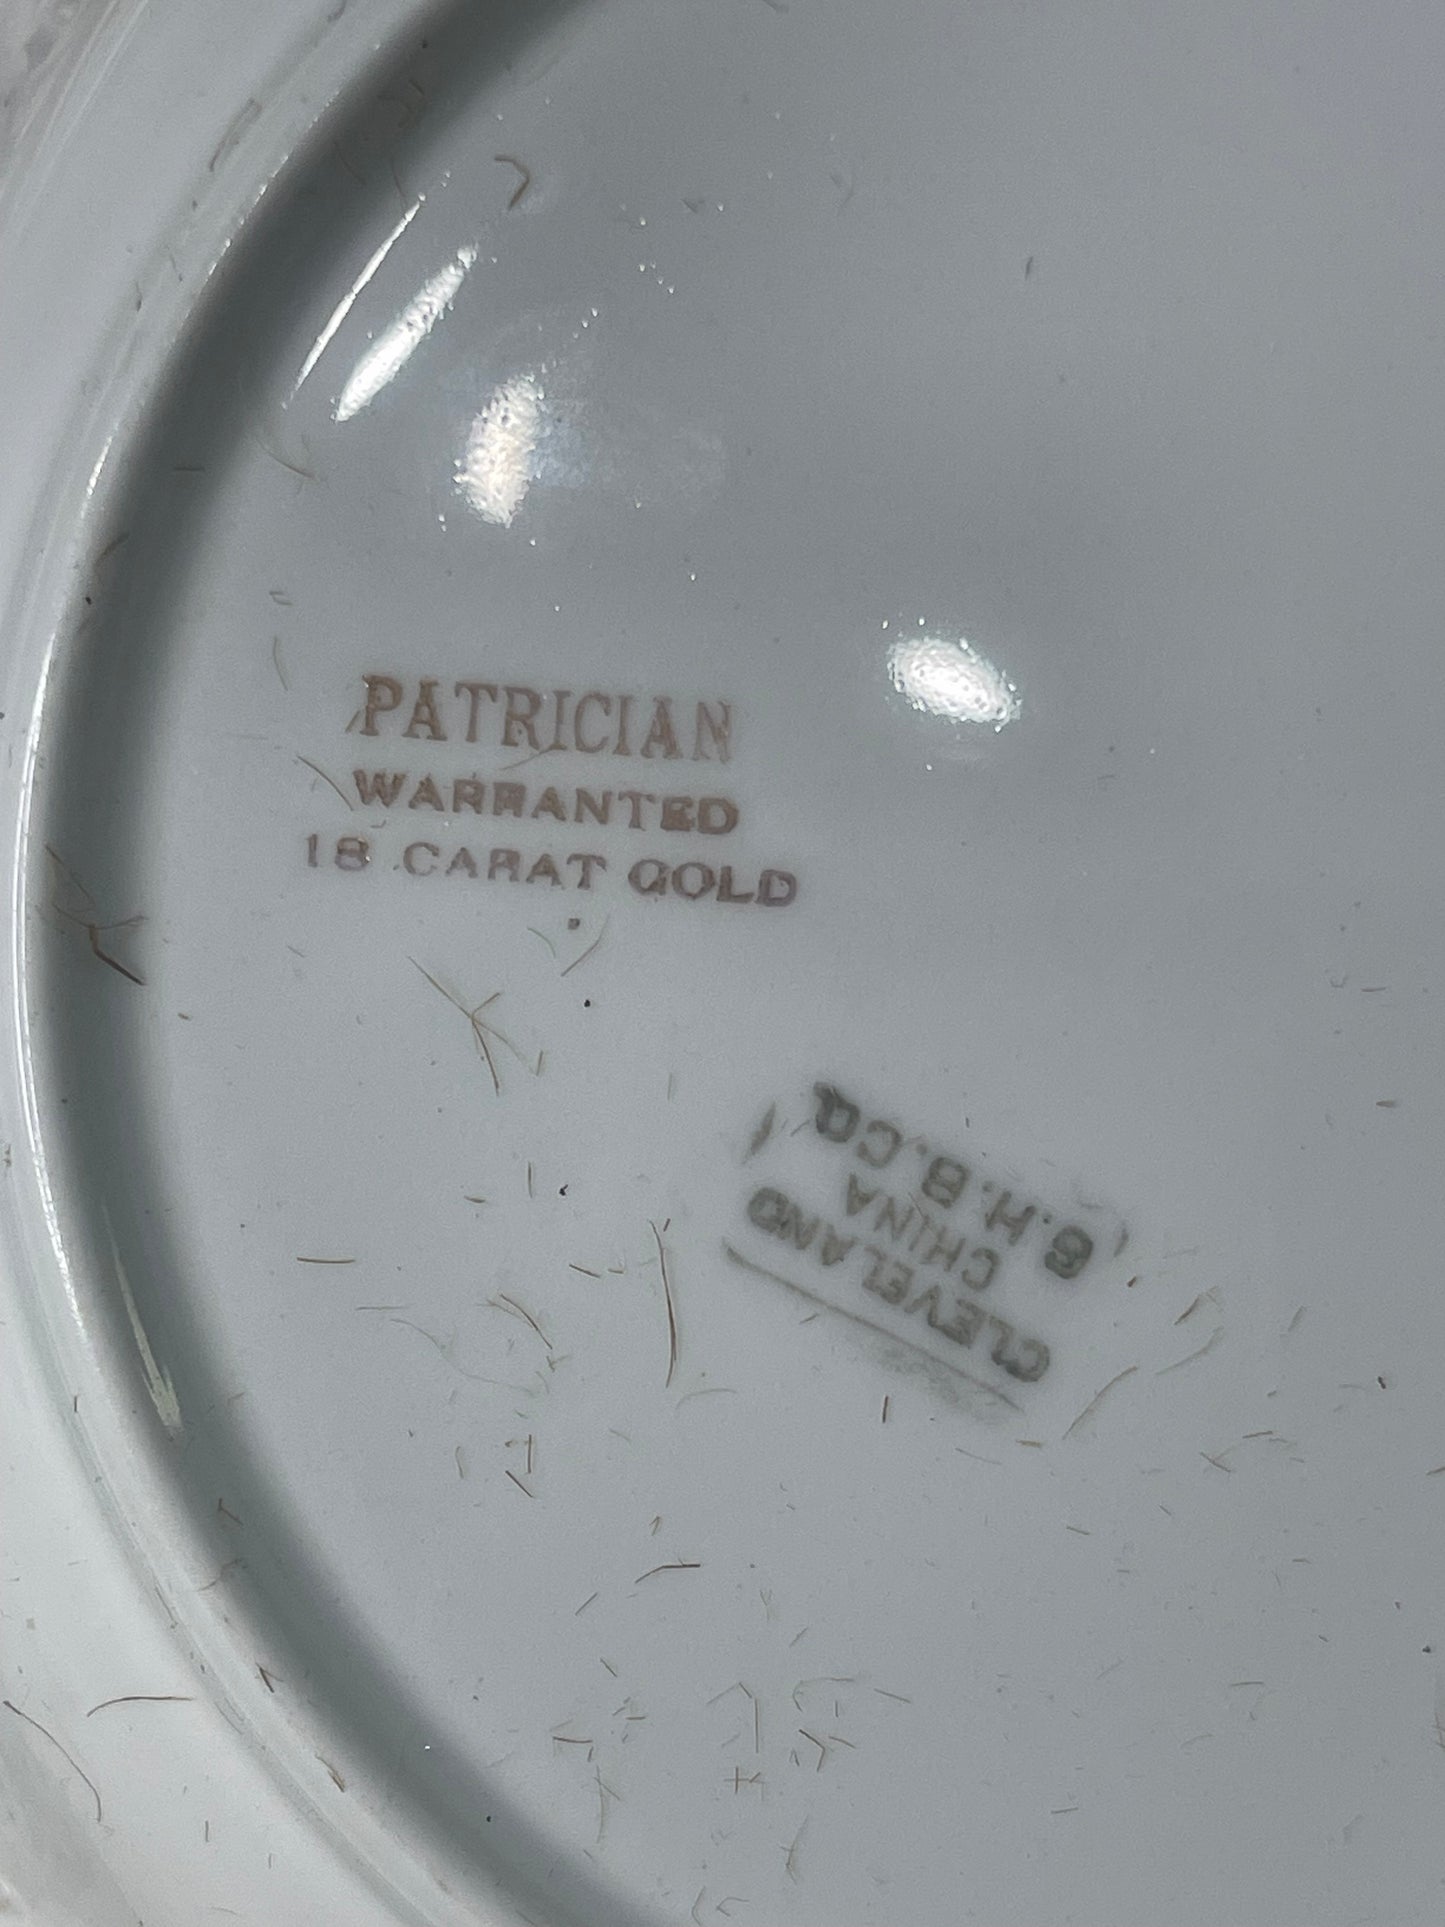 PATRICIAN
WARRANTED
18 CARAT GOLD
CLEVELAND
CHINA
G.H.B.CO.